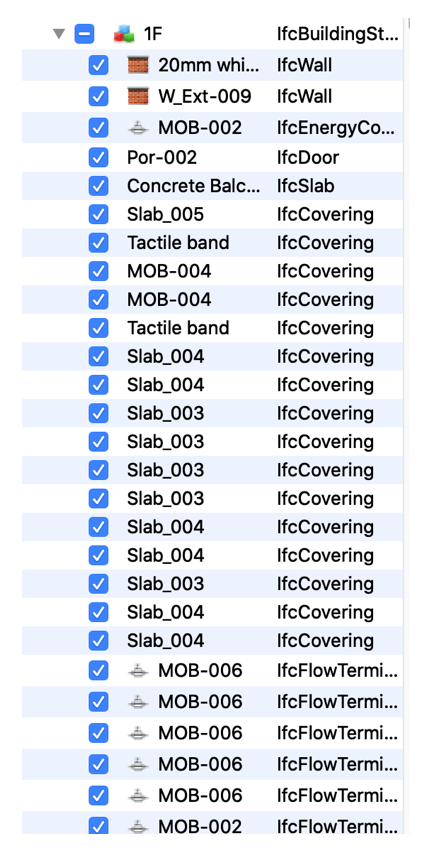 1F IfcBuildingSt...
20mm whi... IfcWall
W_Ext-009 IfcWall
MOB-002 IfcEnergyCo...
Por-002 IfcDoor
Concrete Balc... IfcSlab
Slab_005 IfcCovering
Tactile band IfcCovering
MOB-004 IfcCovering
MOB-004 IfcCovering
Tactile band IfcCovering
Slab_004 IfcCovering
Slab_004 IfcCovering
Slab_003 IfcCovering
Slab_003 IfcCovering
Slab_003 IfcCovering
Slab_003 IfcCovering
Slab_004 IfcCovering
Slab_004 IfcCovering
Slab_003 IfcCovering
Slab_004 IfcCovering
Slab_004 IfcCovering
MOB-006 IfcFlowTermi...
MOB-006 IfcFlowTermi...
MOB-006 IfcFlowTermi...
MOB-006 IfcFlowTermi...
MOB-006 IfcFlowTermi...
MOB-002 IfcFlowTermi...